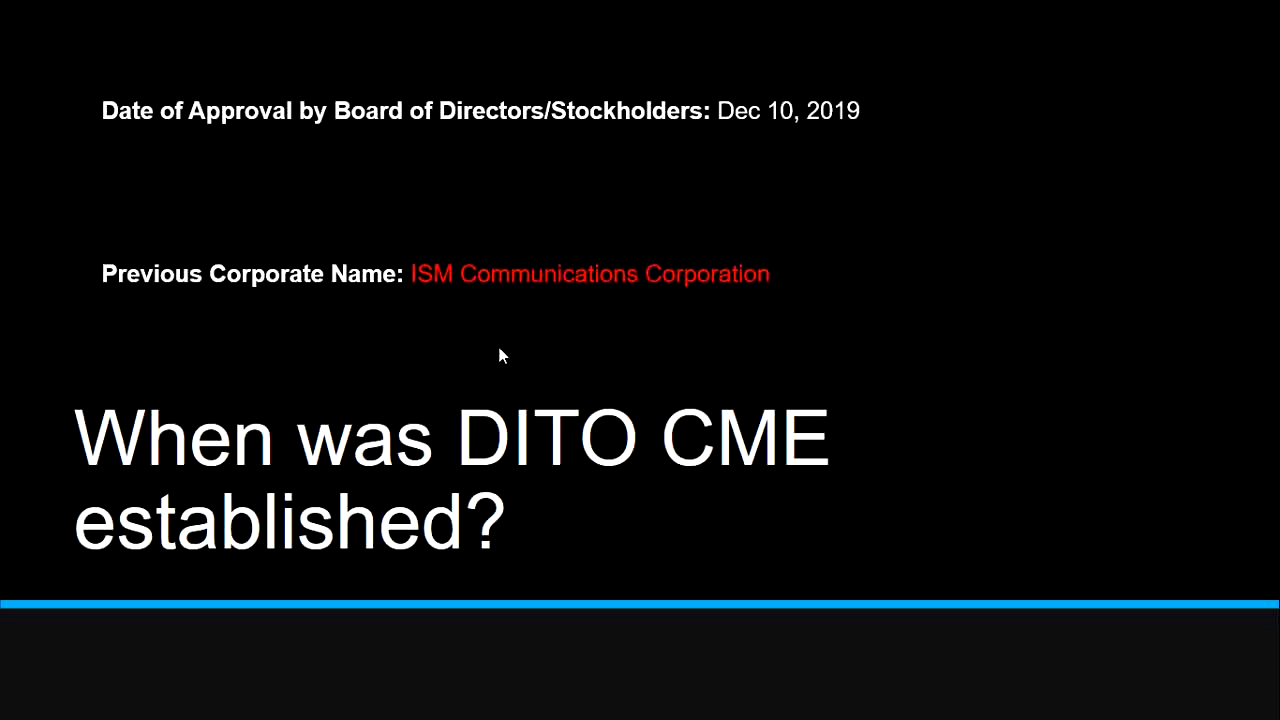 Date of Approval by Board of Directors/Stockholders: Dec 10, 2019
Previous Corporate Name: ISM Communications Corporation
When was DITO CME
established?